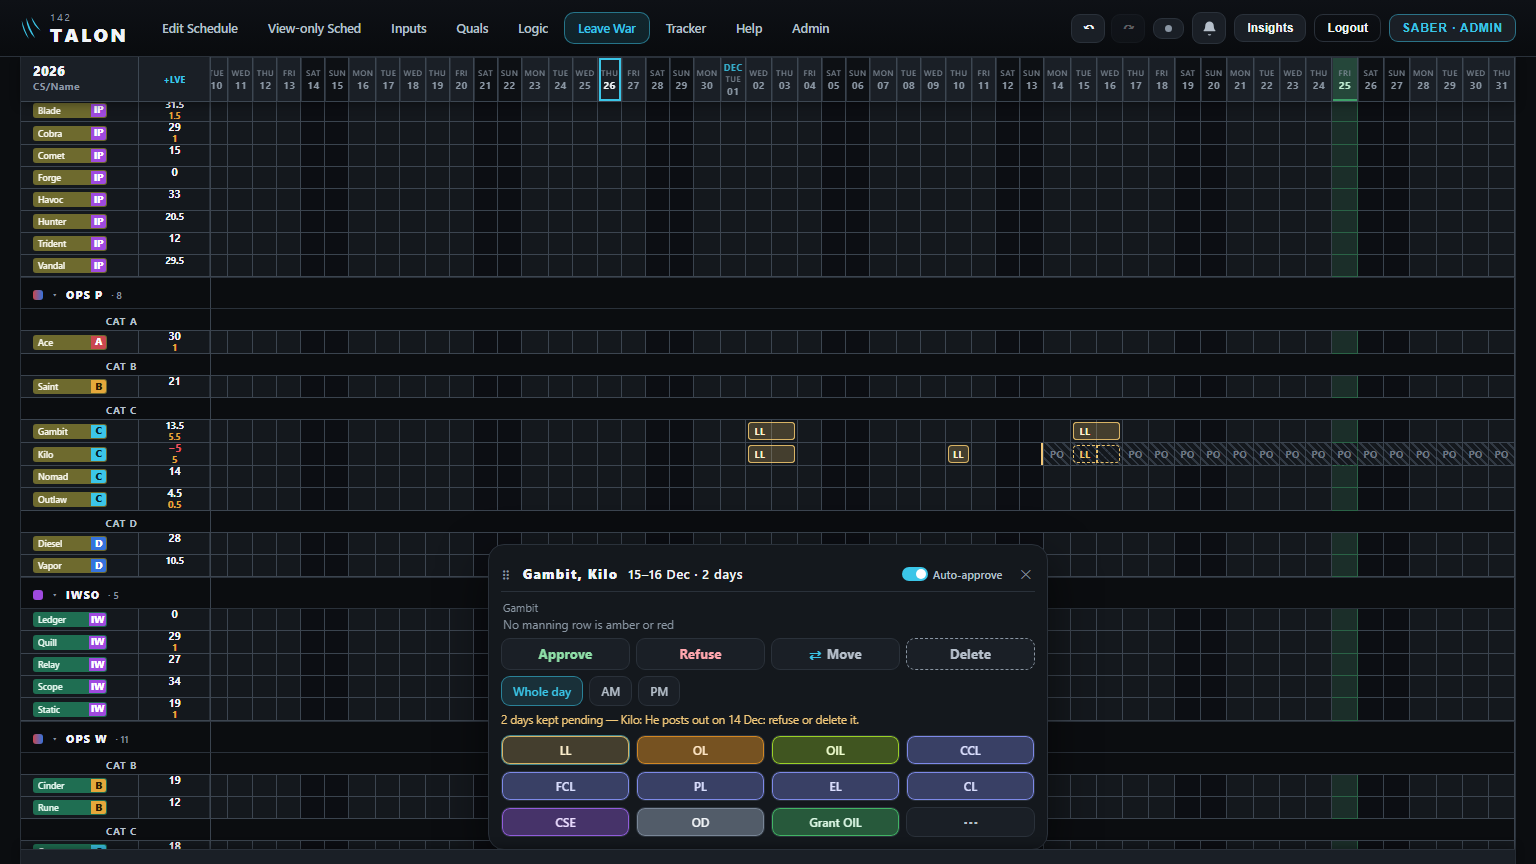 142
TALON
Edit Schedule
View-only Sched
Inputs
Quals
Logic
Leave War
Tracker
Help
Admin
Insights
Logout
SABER · ADMIN
2026
CS/Name
+LVE
TUE 10
WED 11
THU 12
FRI 13
SAT 14
SUN 15
MON 16
TUE 17
WED 18
THU 19
FRI 20
SAT 21
SUN 22
MON 23
TUE 24
WED 25
THU 26
FRI 27
SAT 28
SUN 29
MON 30
DEC TUE 01
WED 02
THU 03
FRI 04
SAT 05
SUN 06
MON 07
TUE 08
WED 09
THU 10
FRI 11
SAT 12
SUN 13
MON 14
TUE 15
WED 16
THU 17
FRI 18
SAT 19
SUN 20
MON 21
TUE 22
WED 23
THU 24
FRI 25
SAT 26
SUN 27
MON 28
TUE 29
WED 30
THU 31
Blade IP 31.5 1.5
Cobra IP 29 1
Comet IP 15
Forge IP 0
Havoc IP 33
Hunter IP 20.5
Trident IP 12
Vandal IP 29.5
· OPS P · 8
CAT A
Ace A 30 1
CAT B
Saint B 21
CAT C
Gambit C 13.5 5.5 LL LL
Kilo C −5 5 LL LL PO LL PO PO PO PO PO PO PO PO PO PO PO PO PO PO PO
Nomad C 14
Outlaw C 4.5 0.5
CAT D
Diesel D 28
Vapor D 10.5
· IWSO · 5
Ledger IW 0
Quill IW 29 1
Relay IW 27
Scope IW 34
Static IW 19 1
· OPS W · 11
CAT B
Cinder B 19
Rune B 12
CAT C
18
Gambit, Kilo 15–16 Dec · 2 days
Auto-approve
Gambit
No manning row is amber or red
Approve
Refuse
⇄ Move
Delete
Whole day
AM
PM
2 days kept pending — Kilo: He posts out on 14 Dec: refuse or delete it.
LL
OL
OIL
CCL
FCL
PL
EL
CL
CSE
OD
Grant OIL
---